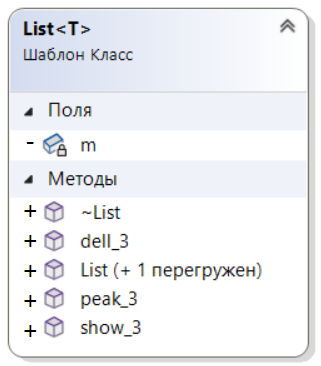 List<T>
Шаблон Класс
Поля
- m
Методы
+ ~List
+ dell_3
+ List (+ 1 перегружен)
+ peak_3
+ show_3